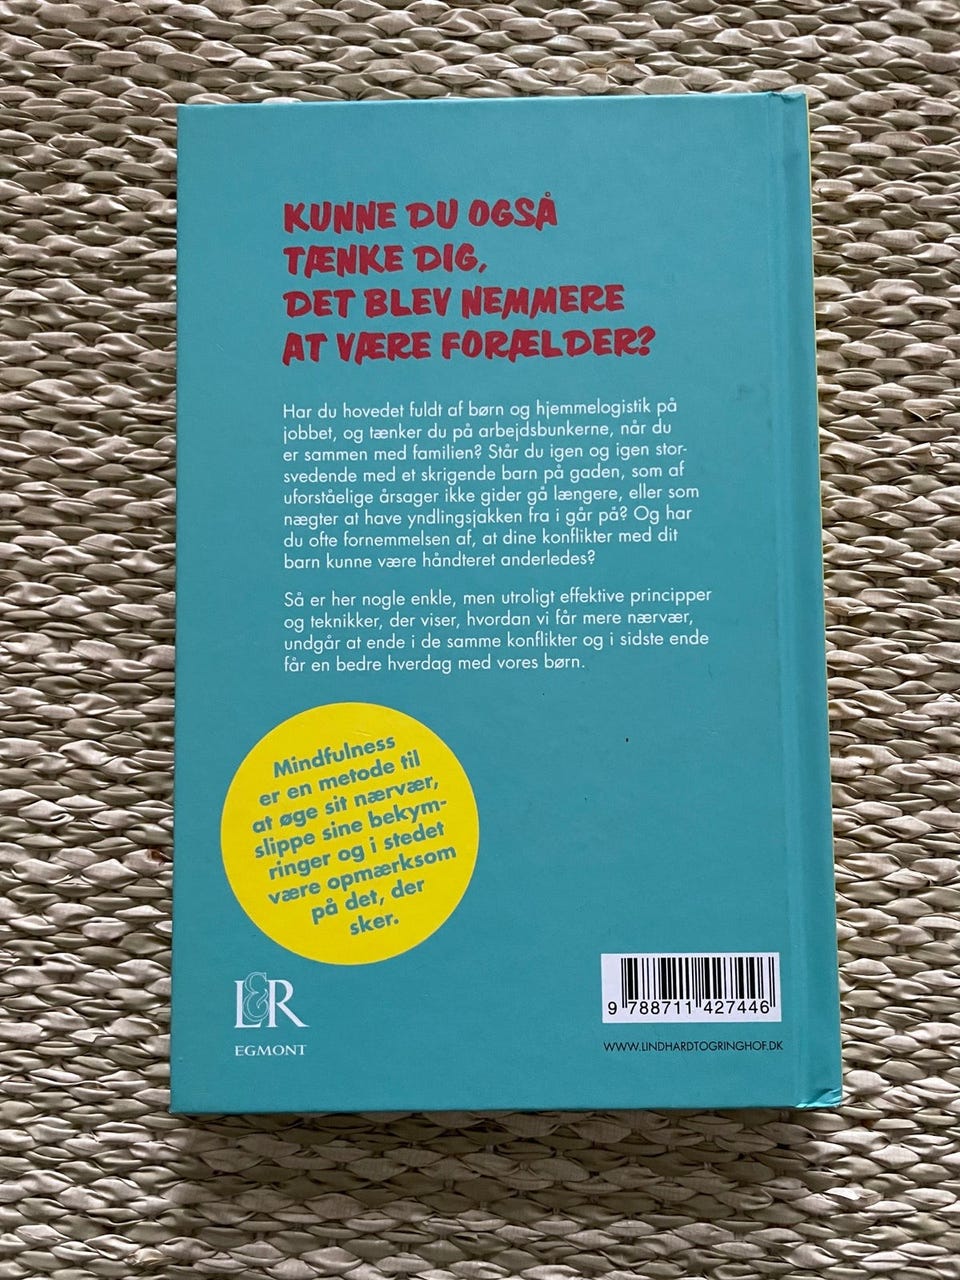 KUNNE DU OGSÅ
TÆNKE DIG,
DET BLEV NEMMERE
AT VÆRE FORÆLDER?
Har du hovedet fuldt af børn og hjemmelogistik på
jobbet, og tænker du på arbejdsbunkerne, når du
er sammen med familien? Står du igen og igen stor-
svedende med et skrigende barn på gaden, som af
uforståelige årsager ikke gider gå længere, eller som
nægter at have yndlingsjakken fra i går på? Og har
du ofte fornemmelsen af, at dine konflikter med dit
barn kunne være håndteret anderledes?
Så er her nogle enkle, men utroligt effektive principper
og teknikker, der viser, hvordan vi får mere nærvær,
undgår at ende i de samme konflikter og i sidste ende
får en bedre hverdag med vores børn.
Mindfulness
er en metode til
at øge sit nærvær,
slippe sine bekym-
ringer og i stedet
være opmærksom
på det, der
sker.
L&R
EGMONT
9 788711 427446
WWW.LINDHARDTOGRINGHOF.DK